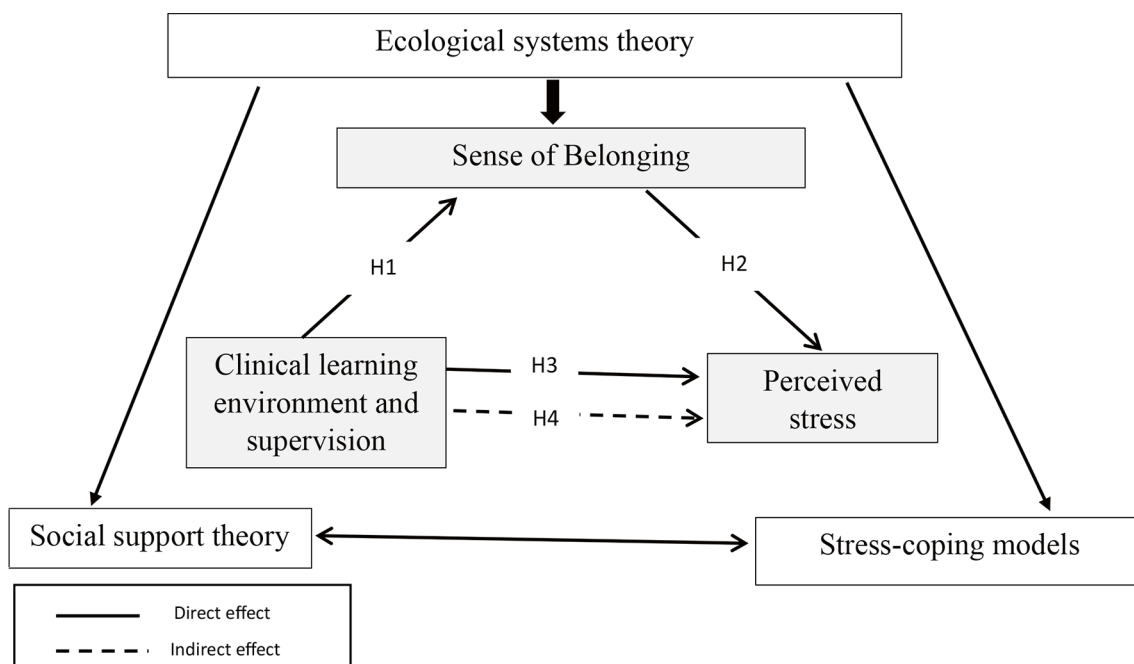 Ecological systems theory
Sense of Belonging
H1
H2
Clinical learning
environment and
supervision
H3
H4
Perceived
stress
Social support theory
Stress-coping models
Direct effect
Indirect effect